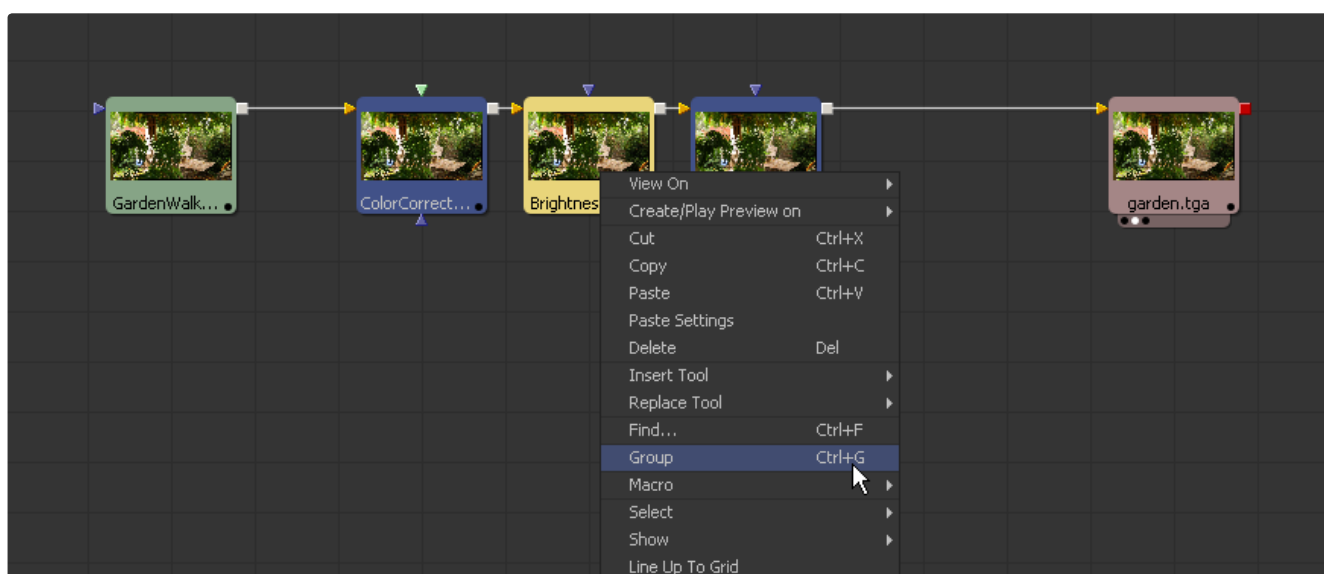 GardenWalk...
ColorCorrect...
Brightnes
garden.tga
View On
Create/Play Preview on
Cut Ctrl+X
Copy Ctrl+C
Paste Ctrl+V
Paste Settings
Delete Del
Insert Tool
Replace Tool
Find... Ctrl+F
Group Ctrl+G
Macro
Select
Show
Line Up To Grid